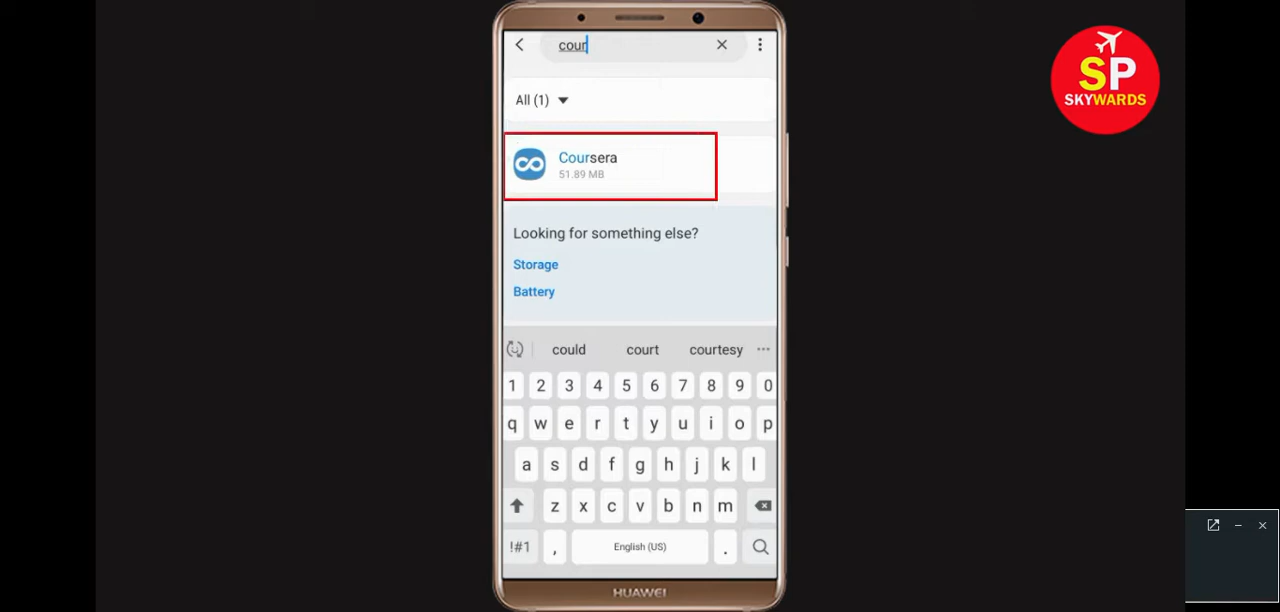 cour
All (1)
Coursera
51.89 MB
Looking for something else?
Storage
Battery
could court courtesy
1 2 3 4 5 6 7 8 9 0
q w e r t y u i o p
a s d f g h j k l
z x c v b n m
!#1 , English (US) .
HUAWEI
SP
SKYWARDS